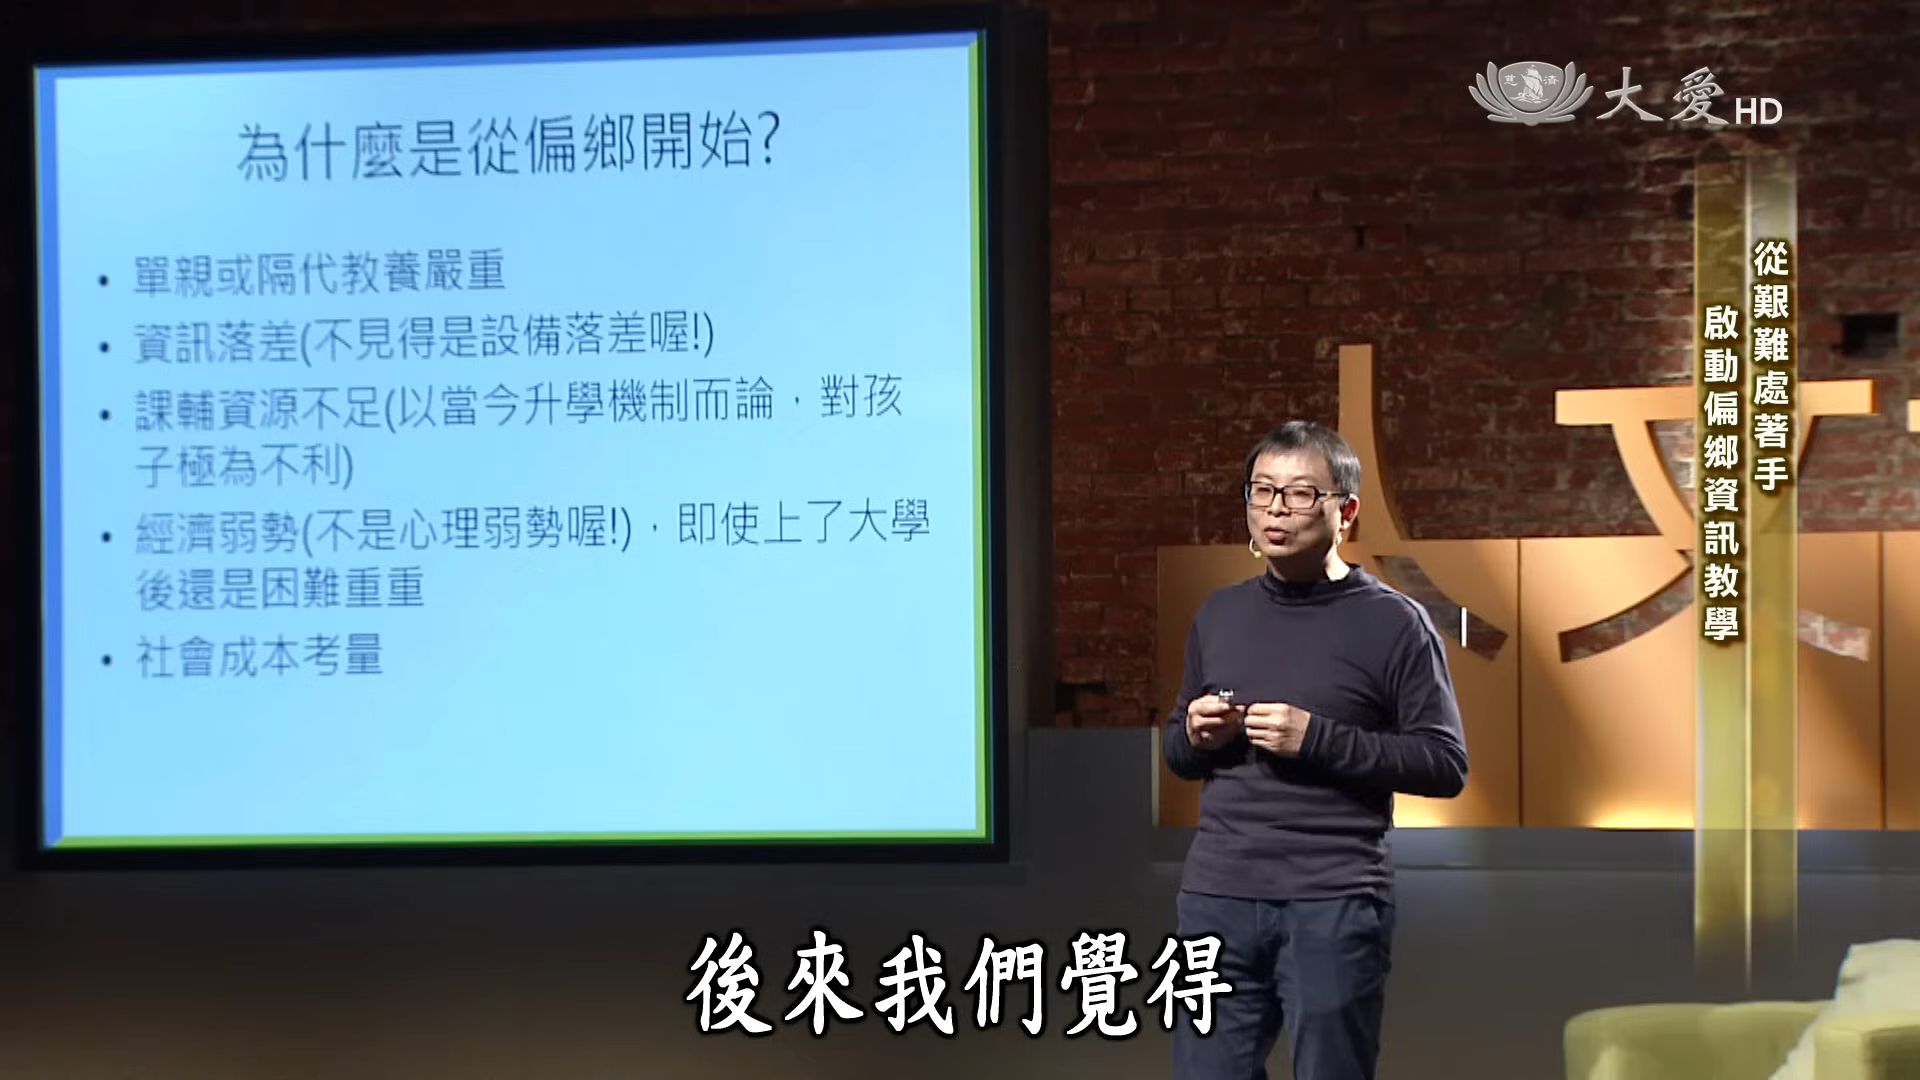 為什麼是從偏鄉開始?
• 單親或隔代教養嚴重
• 資訊落差(不見得是設備落差喔!)
• 課輔資源不足(以當今升學機制而論，對孩
子極為不利)
• 經濟弱勢(不是心理弱勢喔!)，即使上了大學
後還是困難重重
• 社會成本考量
慈濟
大愛HD
從艱難處著手
啟動偏鄉資訊教學
人文
後來我們覺得